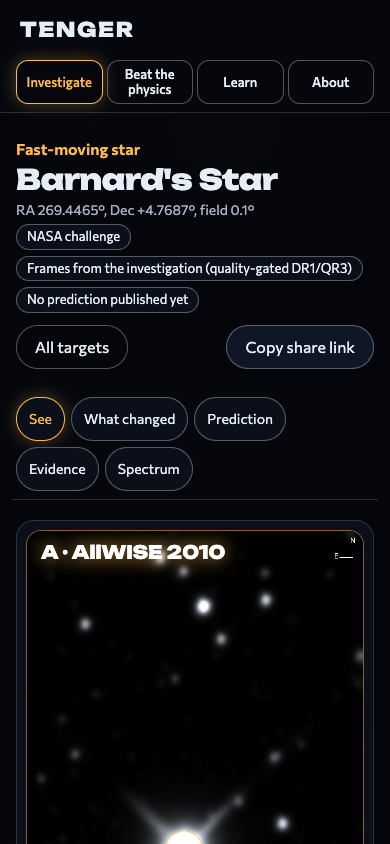 TENGER
Investigate
Beat the
physics
Learn
About
Fast-moving star
Barnard's Star
RA 269.4465°, Dec +4.7687°, field 0.1°
NASA challenge
Frames from the investigation (quality-gated DR1/QR3)
No prediction published yet
All targets
Copy share link
See
What changed
Prediction
Evidence
Spectrum
A · AllWISE 2010
N
E